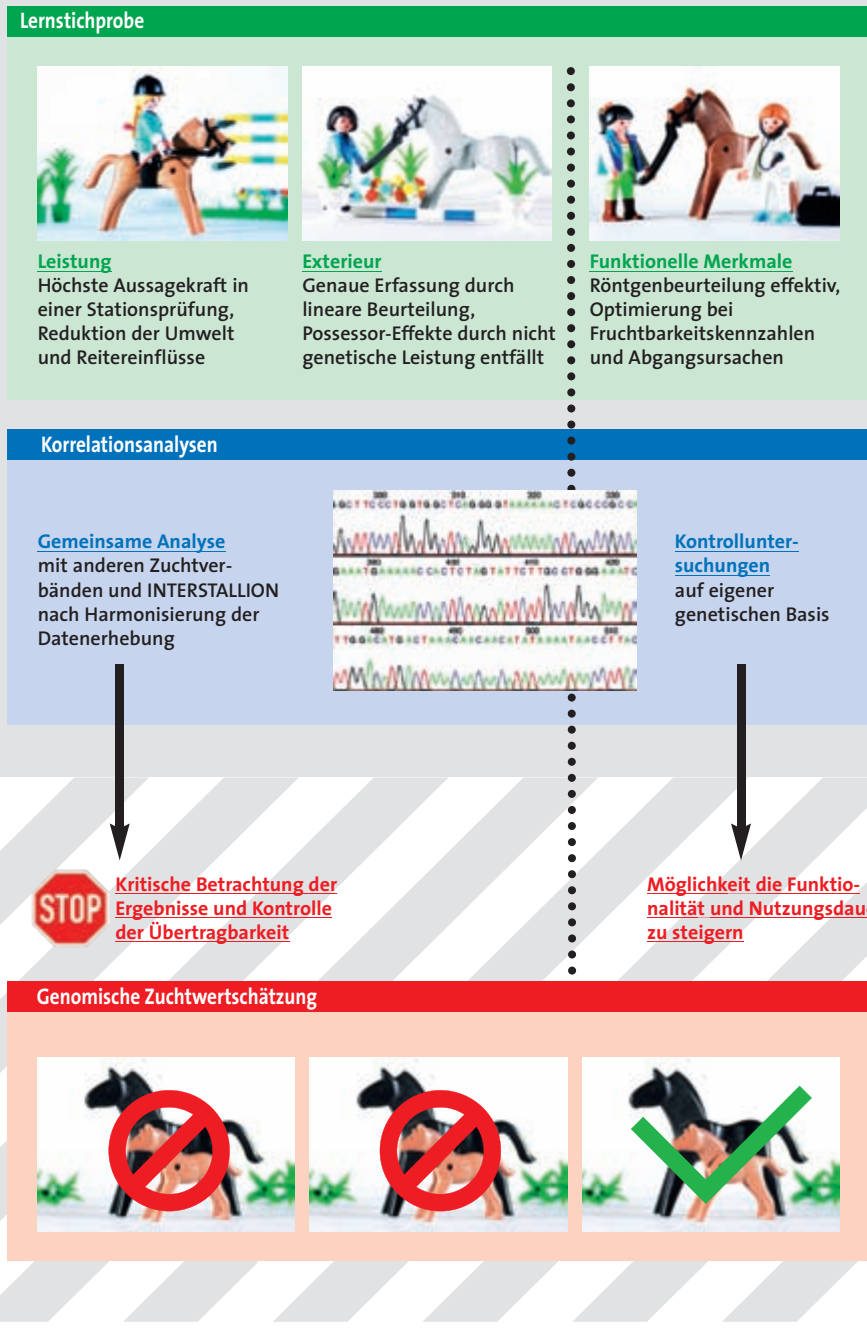 Lernstichprobe
Leistung
Höchste Aussagekraft in
einer Stationsprüfung,
Reduktion der Umwelt
und Reitereinflüsse
Exterieur
Genaue Erfassung durch
lineare Beurteilung,
Possessor-Effekte durch nicht
genetische Leistung entfällt
Funktionelle Merkmale
Röntgenbeurteilung effektiv,
Optimierung bei
Fruchtbarkeitskennzahlen
und Abgangsursachen
Korrelationsanalysen
Gemeinsame Analyse
mit anderen Zuchtver-
bänden und INTERSTALLION
nach Harmonisierung der
Datenerhebung
Kontrollunter-
suchungen
auf eigener
genetischen Basis
STOP
Kritische Betrachtung der
Ergebnisse und Kontrolle
der Übertragbarkeit
Möglichkeit die Funktio-
nalität und Nutzungsdau
zu steigern
Genomische Zuchtwertschätzung